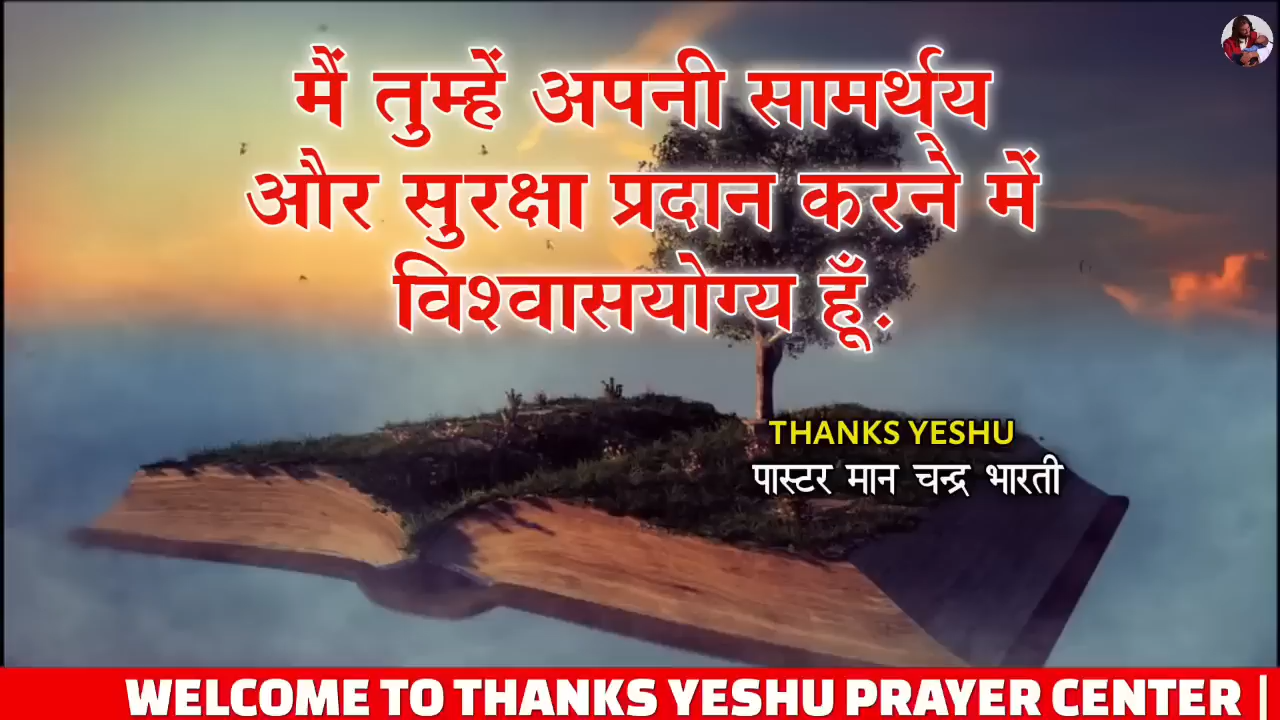 मैं तुम्हें अपनी सामर्थ्य
और सुरक्षा प्रदान करने में
विश्वासयोग्य हूँ.
THANKS YESHU
पास्टर मान चन्द्र भारती
WELCOME TO THANKS YESHU PRAYER CENTER |